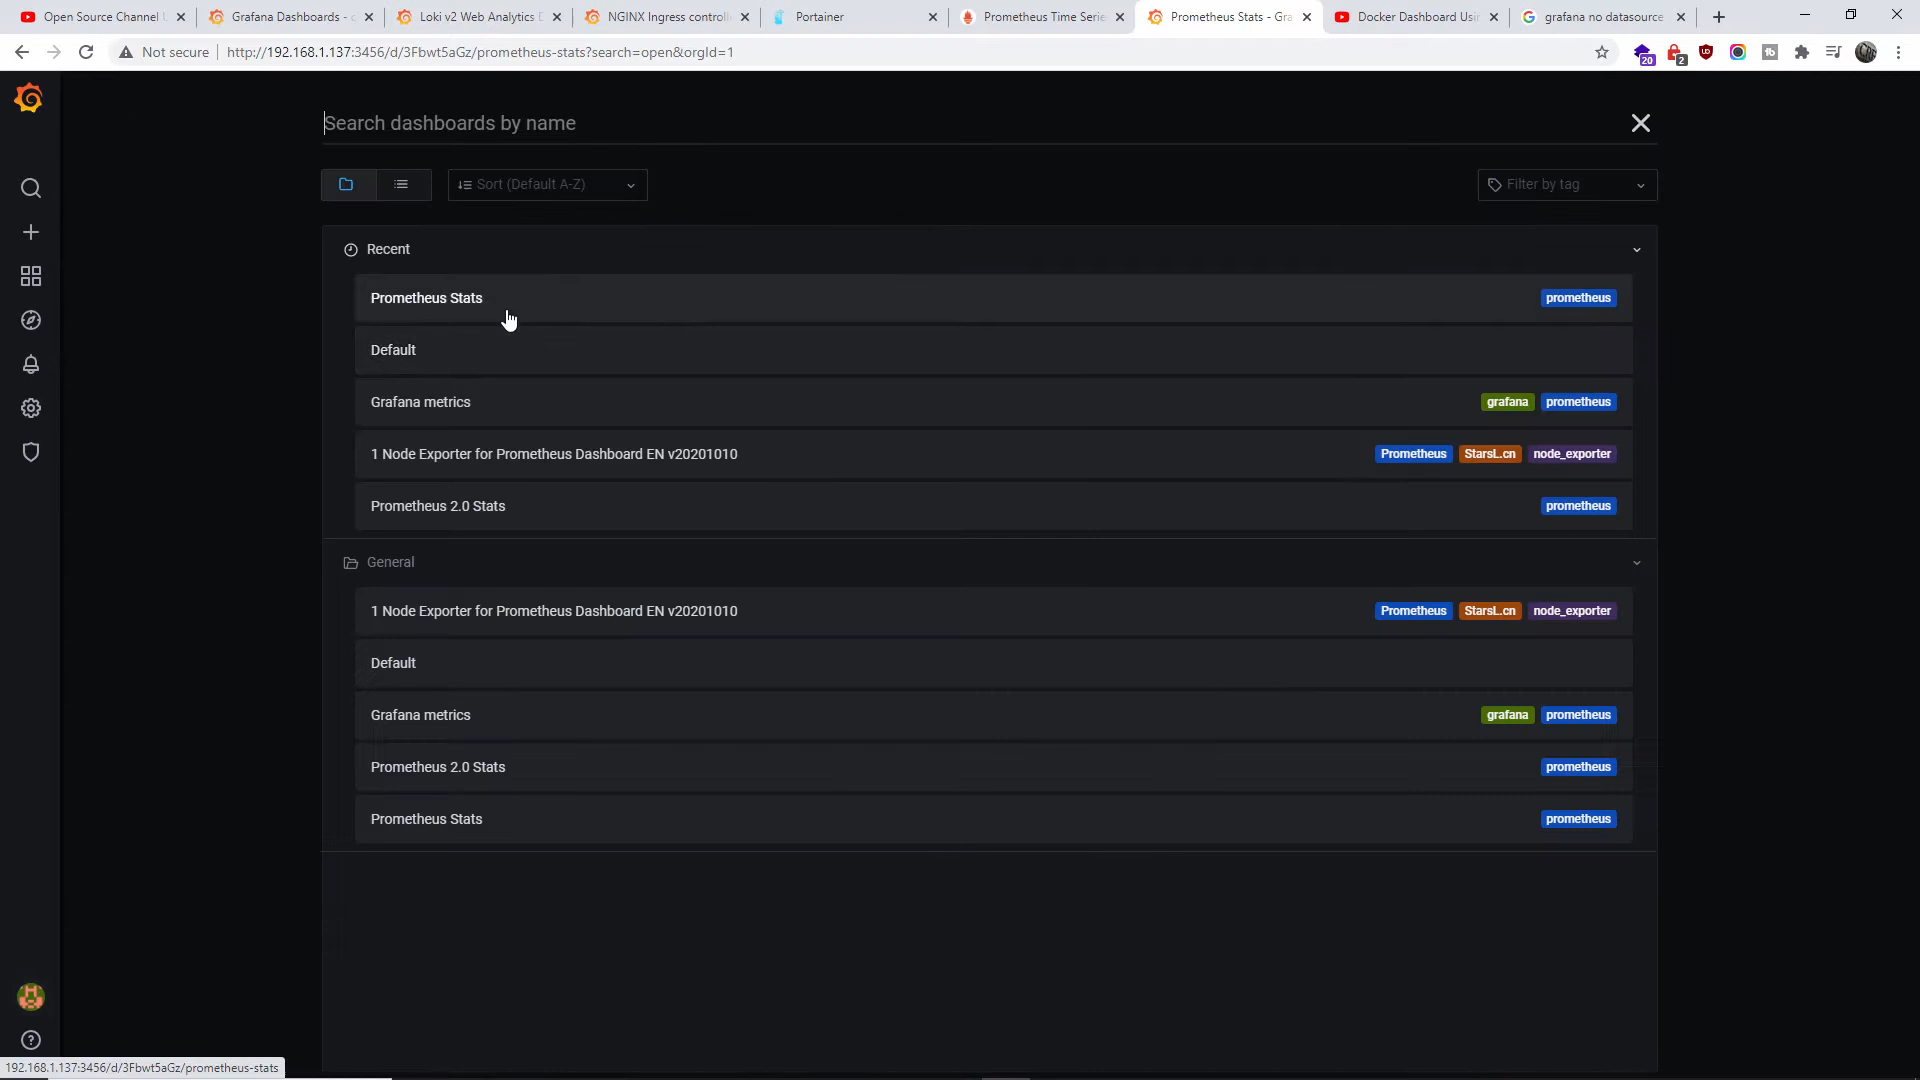 Open Source Channel
Grafana Dashboards -
Loki v2 Web Analytics
NGINX Ingress controll
Portainer
Prometheus Time Serie
Prometheus Stats - Gra
Docker Dashboard Usin
grafana no datasource
Not secure
http://192.168.1.137:3456/d/3Fbwt5aGz/prometheus-stats?search=open&orgId=1
20
2
Search dashboards by name
Sort (Default A-Z)
Filter by tag
Recent
Prometheus Stats prometheus
Default
Grafana metrics grafana prometheus
1 Node Exporter for Prometheus Dashboard EN v20201010 Prometheus StarsL.cn node_exporter
Prometheus 2.0 Stats prometheus
General
1 Node Exporter for Prometheus Dashboard EN v20201010 Prometheus StarsL.cn node_exporter
Default
Grafana metrics grafana prometheus
Prometheus 2.0 Stats prometheus
Prometheus Stats prometheus
192.168.1.137:3456/d/3Fbwt5aGz/prometheus-stats